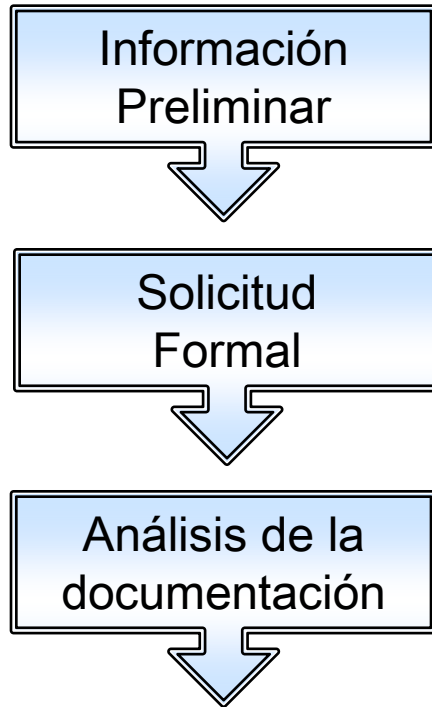 Información
Preliminar
Solicitud
Formal
Análisis de la
documentación